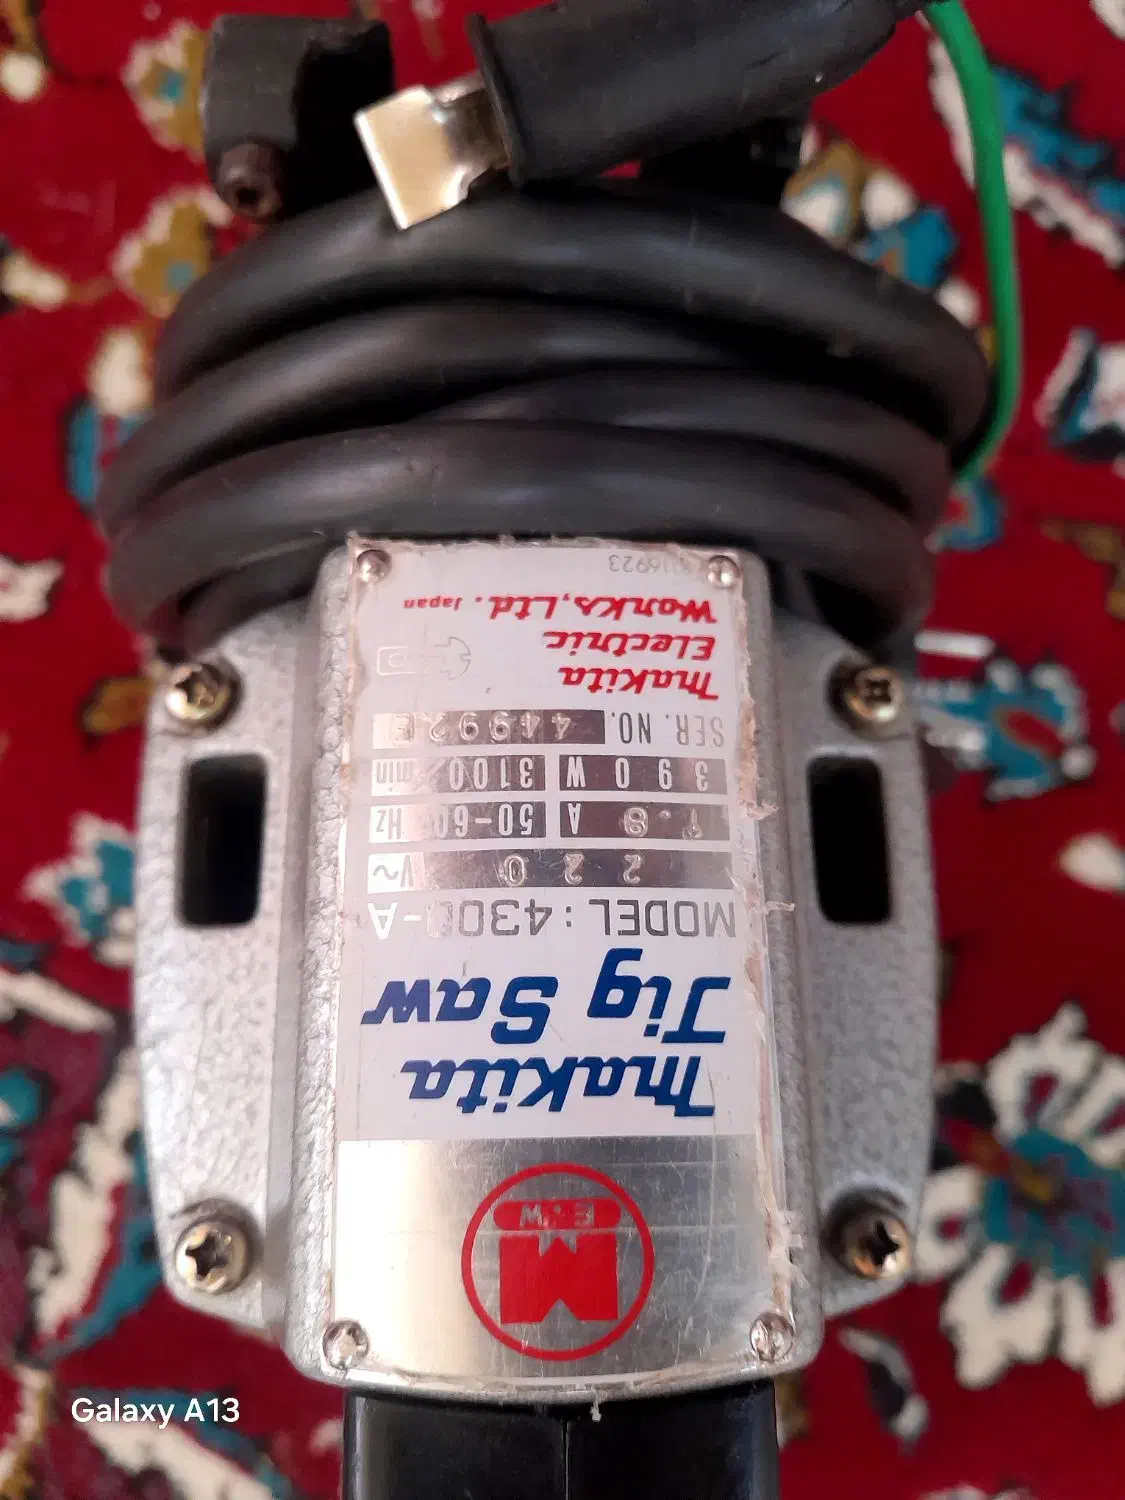 M
E.W
makita
Jig Saw
MODEL: 4300-A
220 V~
1.8 A 50-60 Hz
390 W 3100/min
SER. NO. 44992E
makita
Electric
Works, Ltd. Japan
Galaxy A13